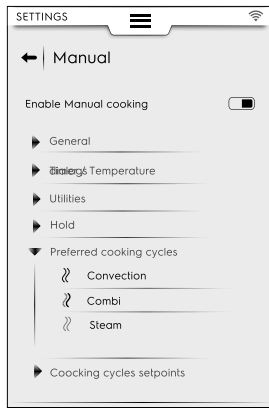 SETTINGS
Manual
Enable Manual cooking
General
Temperature
Utilities
Hold
Preferred cooking cycles
Convection
Combi
Steam
Coocking cycles setpoints